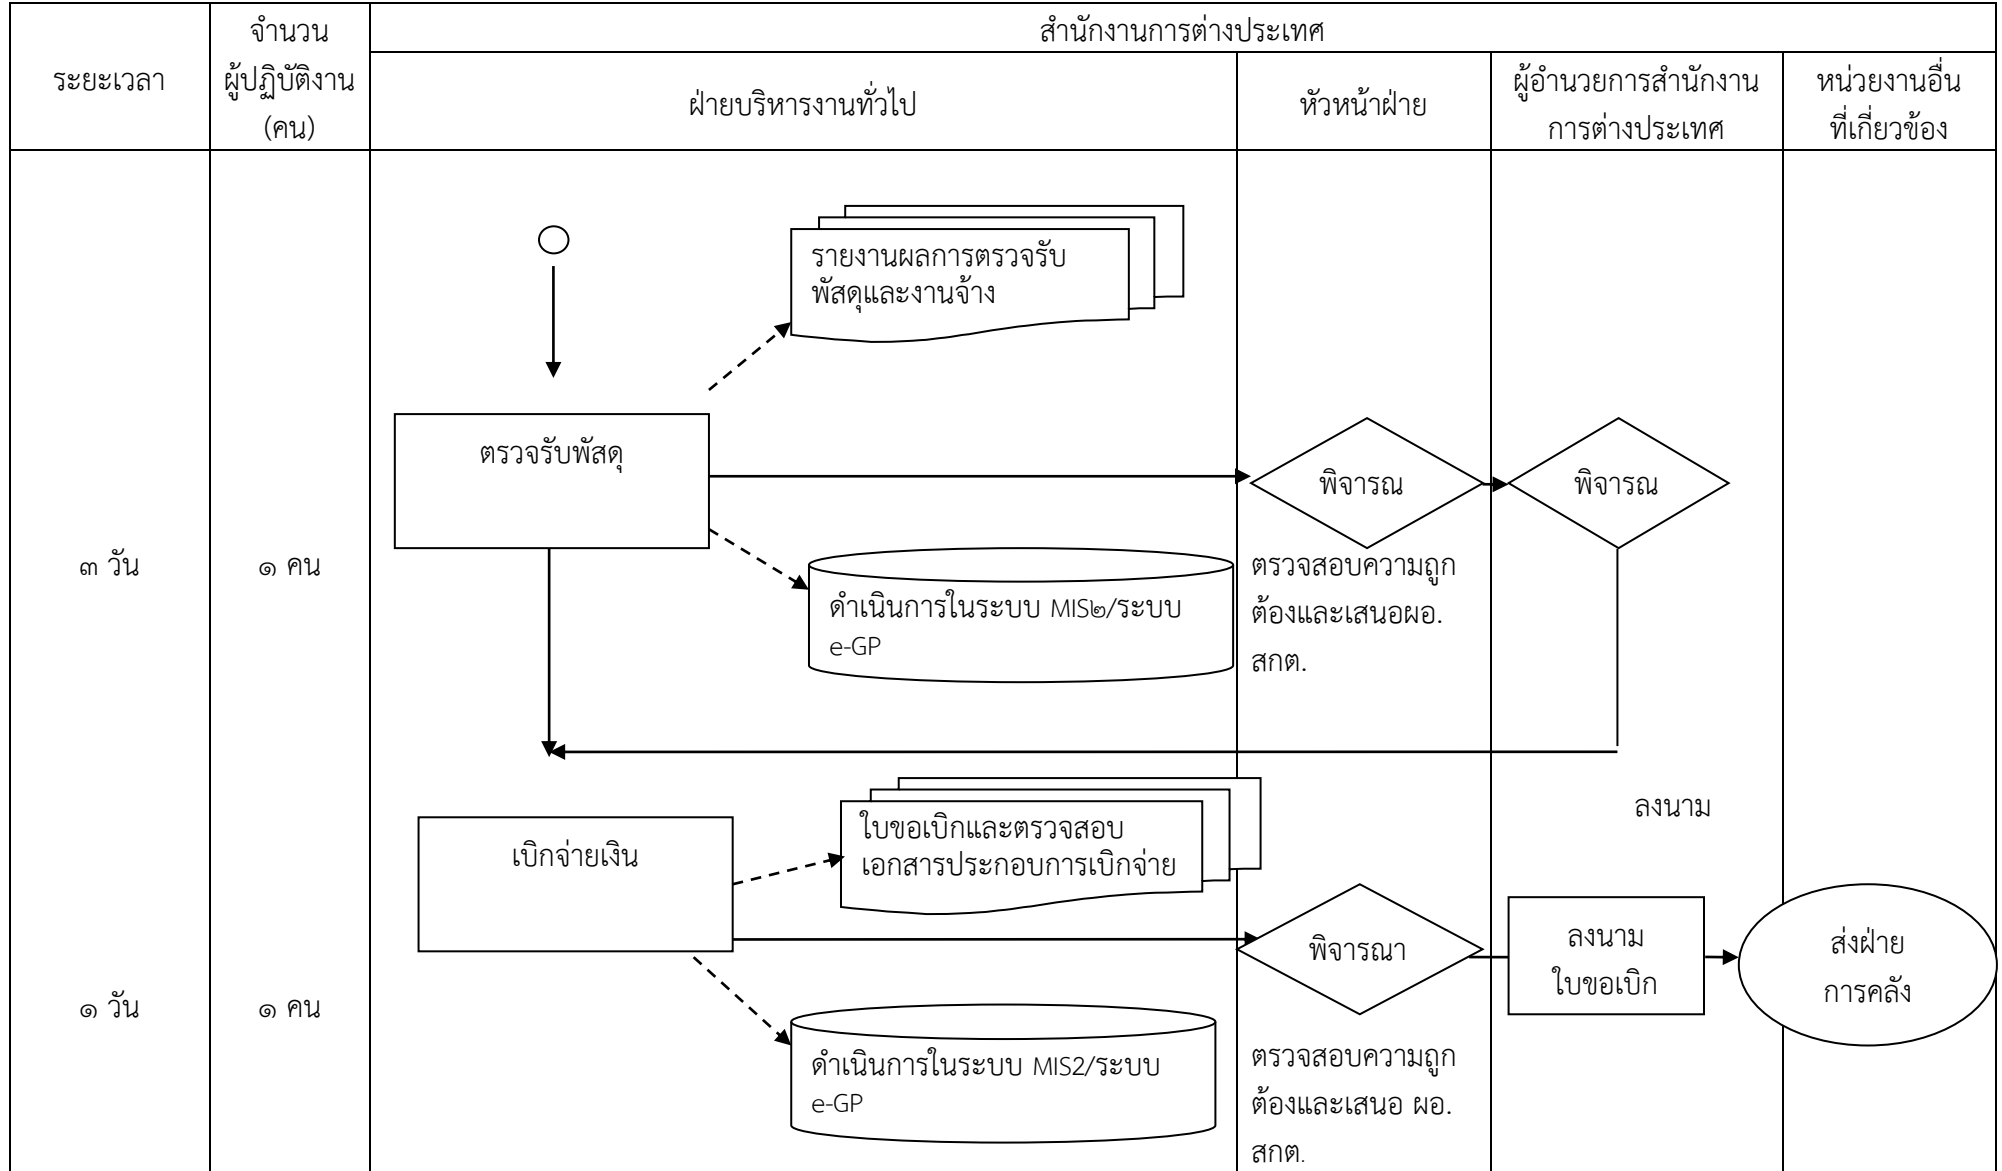 ระยะเวลา
จำนวน
ผู้ปฏิบัติงาน
(คน)
สำนักงานการต่างประเทศ
ฝ่ายบริหารงานทั่วไป
หัวหน้าฝ่าย
ผู้อำนวยการสำนักงาน
การต่างประเทศ
หน่วยงานอื่น
ที่เกี่ยวข้อง
รายงานผลการตรวจรับ
พัสดุและงานจ้าง
ตรวจรับพัสดุ
พิจารณ
พิจารณ
๓ วัน
๑ คน
ดำเนินการในระบบ MIS๒/ระบบ
e-GP
ตรวจสอบความถูก
ต้องและเสนอผอ.
สกต.
ลงนาม
เบิกจ่ายเงิน
ใบขอเบิกและตรวจสอบ
เอกสารประกอบการเบิกจ่าย
พิจารณา
ลงนาม
ใบขอเบิก
ส่งฝ่าย
การคลัง
๑ วัน
๑ คน
ดำเนินการในระบบ MIS2/ระบบ
e-GP
ตรวจสอบความถูก
ต้องและเสนอ ผอ.
สกต.